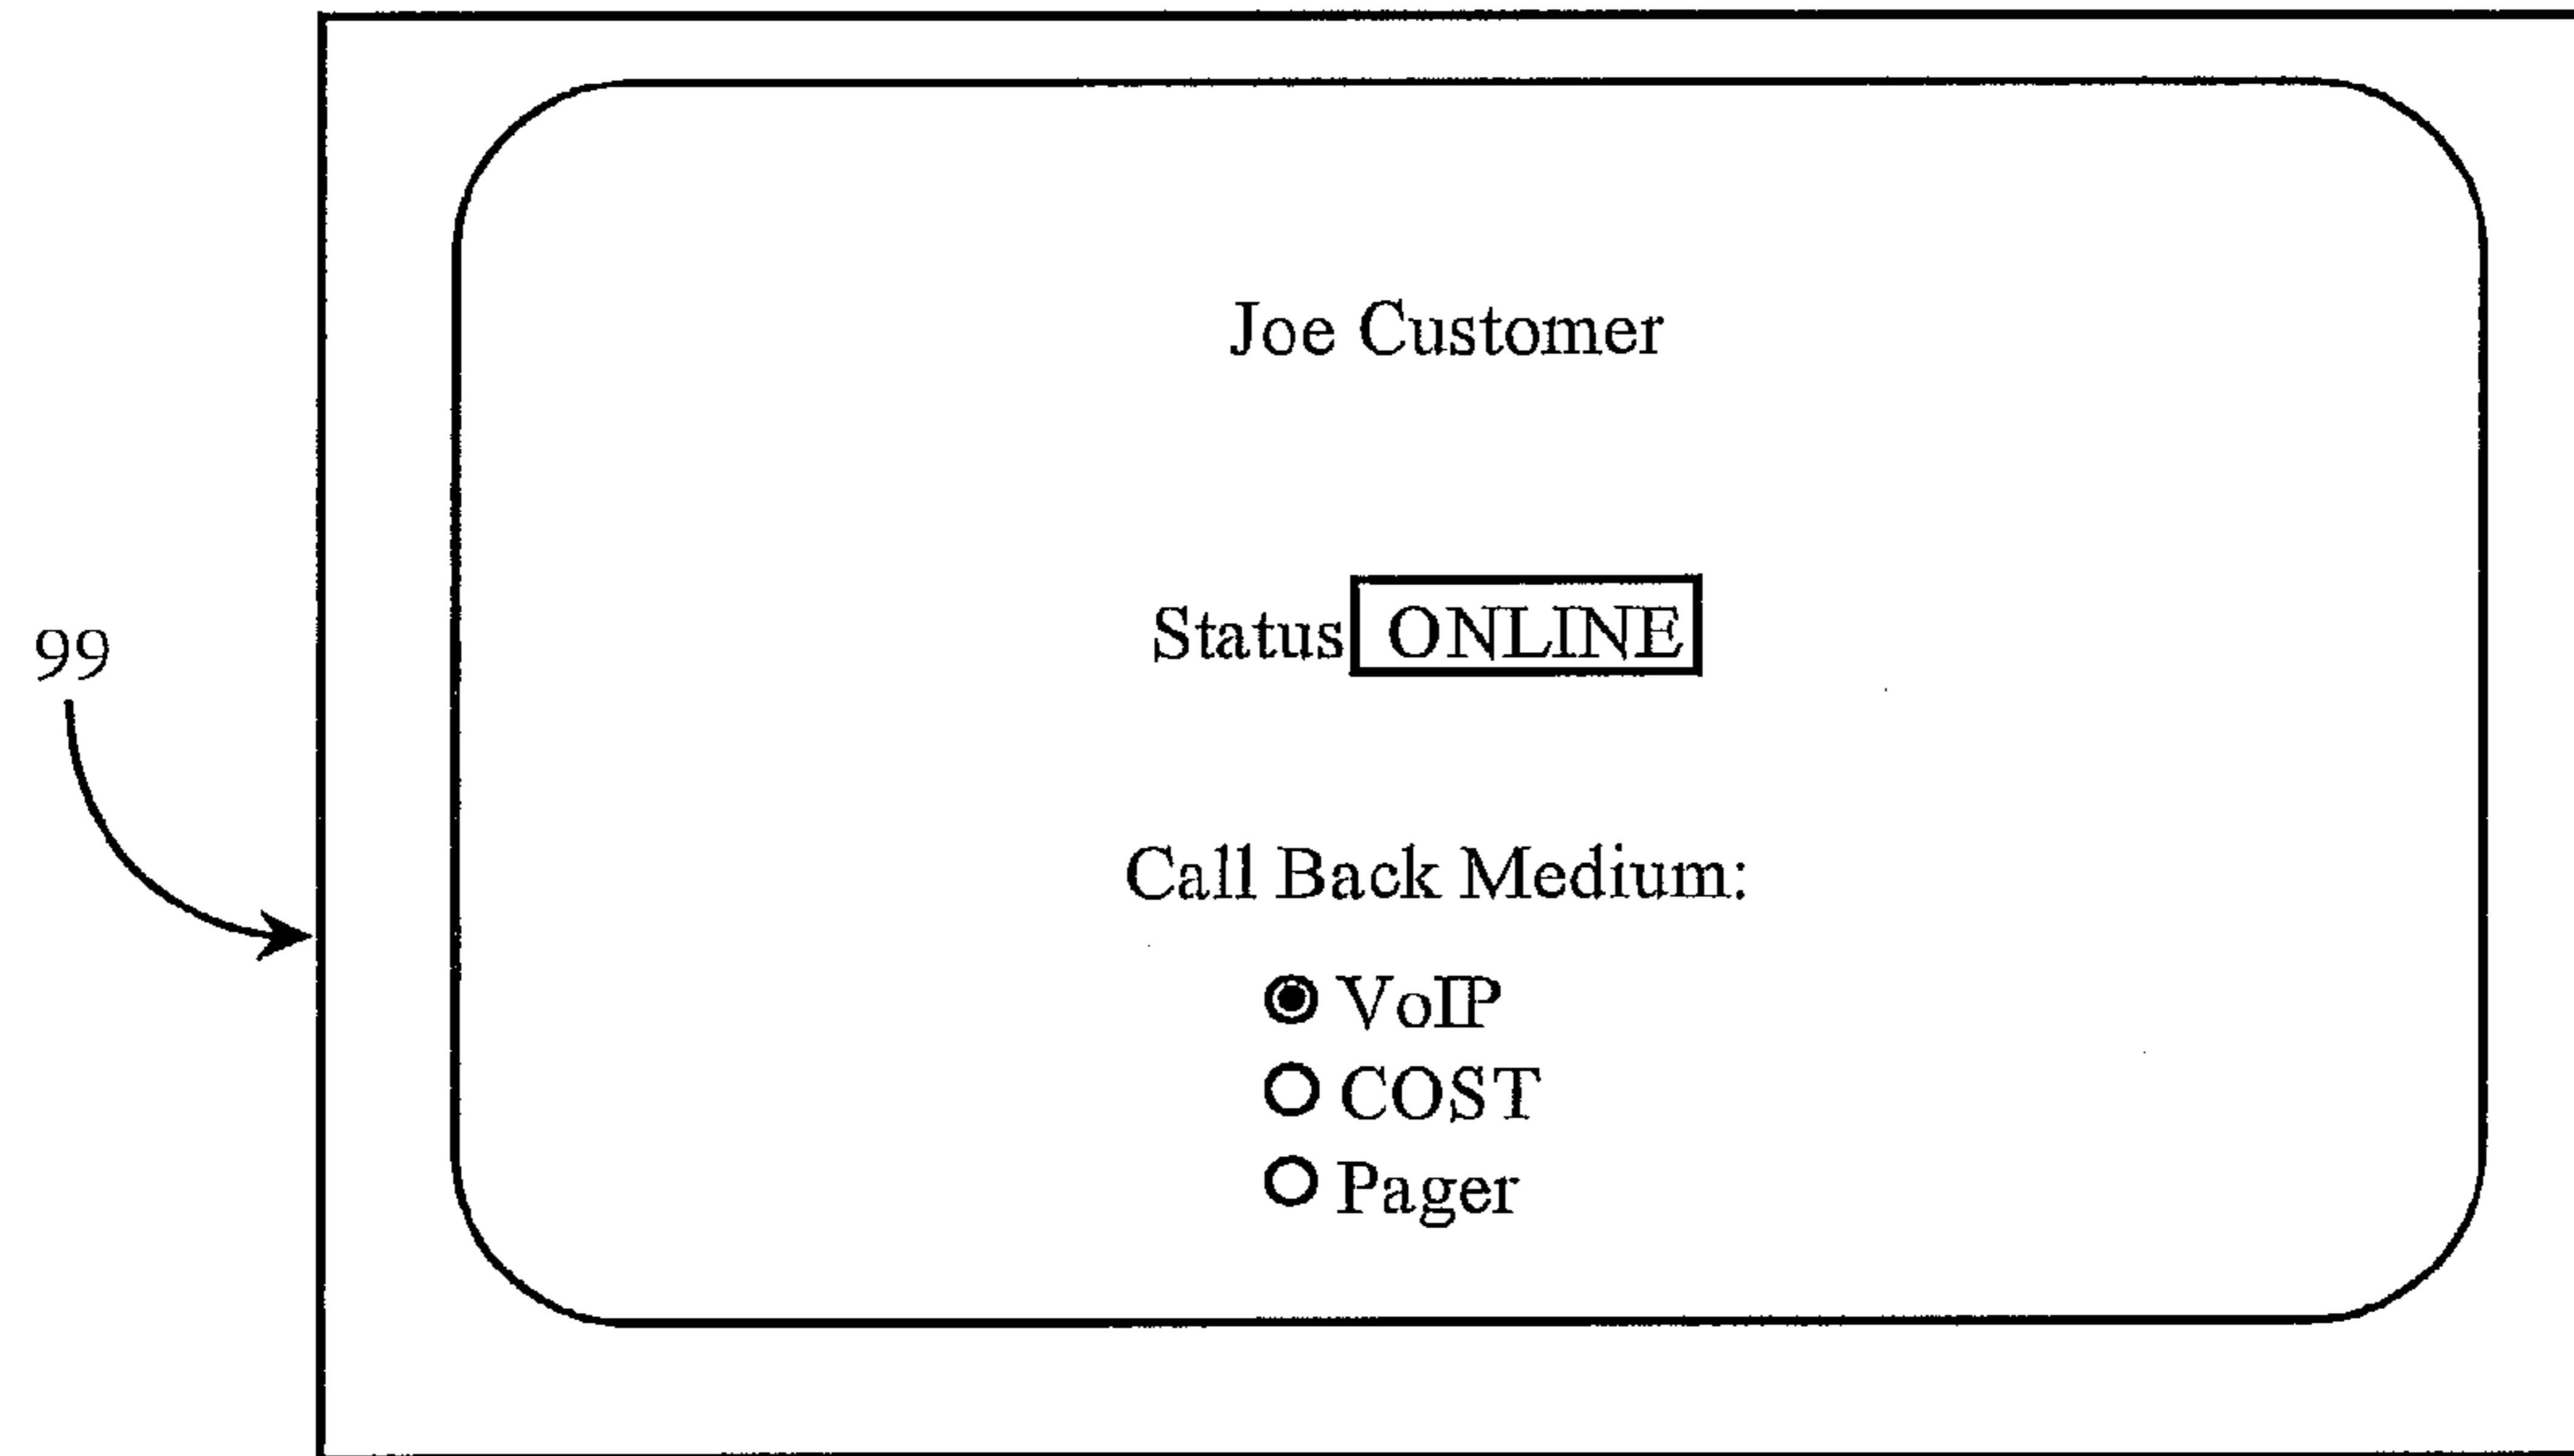 Joe Customer
Status ONLINE
99
Call Back Medium:
VoIP
COST
Pager